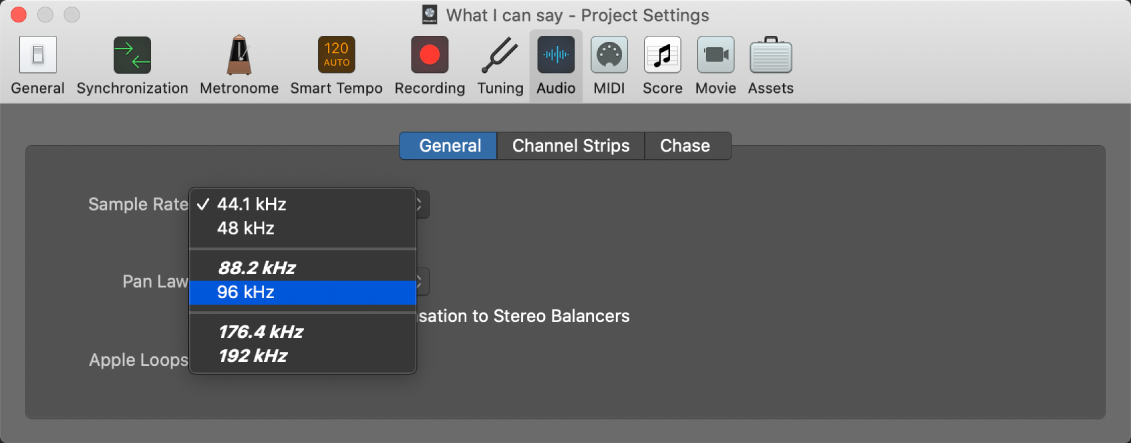 What I can say - Project Settings
120
AUTO
General Synchronization Metronome Smart Tempo Recording Tuning Audio MIDI Score Movie Assets
General Channel Strips Chase
Sample Rate ✓ 44.1 kHz
48 kHz
88.2 kHz
Pan Law
96 kHz
sation to Stereo Balancers
176.4 kHz
Apple Loops
192 kHz